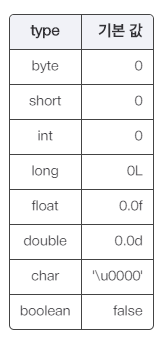 type 기본 값
byte 0
short 0
int 0
long 0L
float 0.0f
double 0.0d
char '\u0000'
boolean false